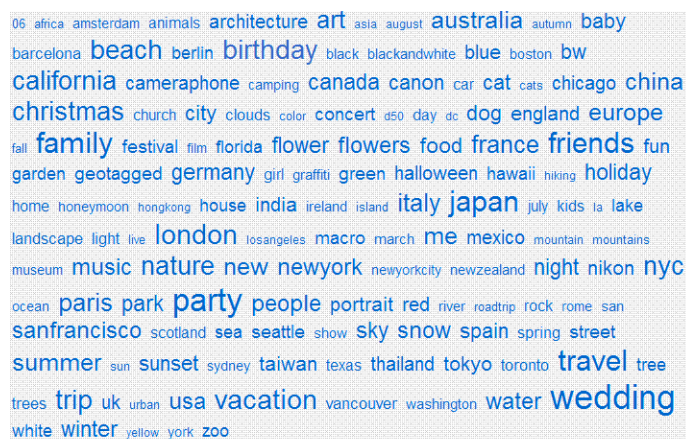 06 africa amsterdam animals architecture art asia august australia autumn baby
barcelona beach berlin birthday black blackandwhite blue boston bw
california cameraphone camping canada canon car cat cats chicago china
christmas church city clouds color concert d50 day dc dog england europe
fall family festival film florida flower flowers food france friends fun
garden geotagged germany girl graffiti green halloween hawaii hiking holiday
home honeymoon hongkong house india ireland island italy japan july kids la lake
landscape light live london losangeles macro march me mexico mountain mountains
museum music nature new newyork newyorkcity newzealand night nikon nyc
ocean paris park party people portrait red river roadtrip rock rome san
sanfrancisco scotland sea seattle show sky snow spain spring street
summer sun sunset sydney taiwan texas thailand tokyo toronto travel tree
trees trip uk urban usa vacation vancouver washington water wedding
white winter yellow york zoo